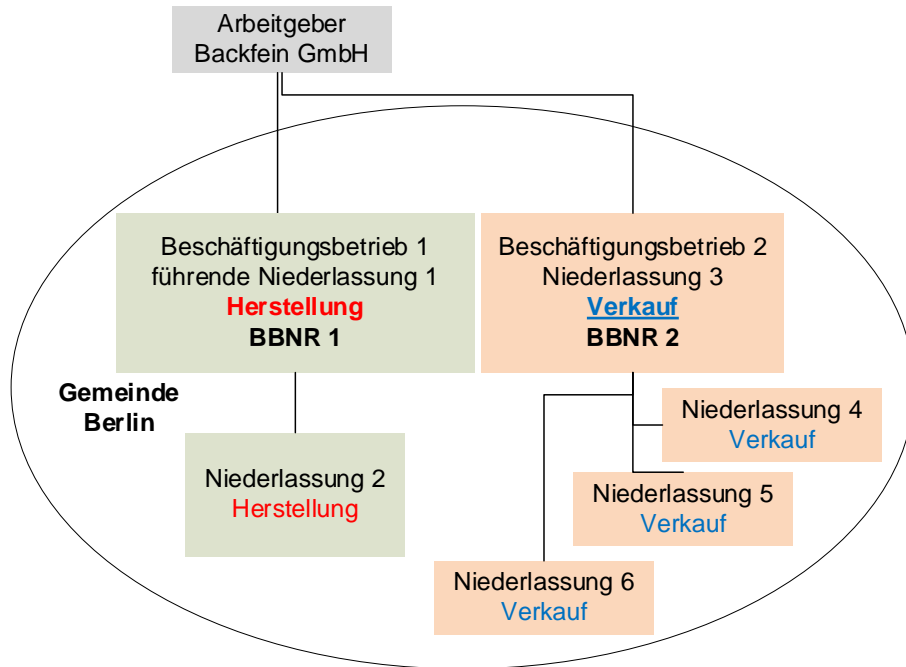 Arbeitgeber
Backfein GmbH
Beschäftigungsbetrieb 1
führende Niederlassung 1
Herstellung
BBNR 1
Beschäftigungsbetrieb 2
Niederlassung 3
Verkauf
BBNR 2
Gemeinde
Berlin
Niederlassung 2
Herstellung
Niederlassung 4
Verkauf
Niederlassung 5
Verkauf
Niederlassung 6
Verkauf